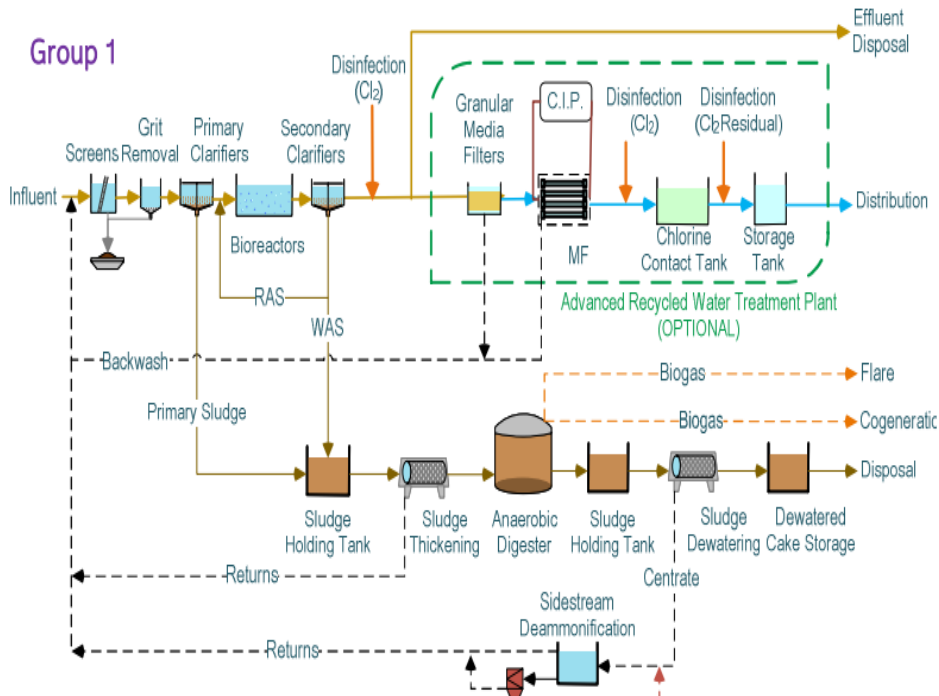 Group 1
Effluent
Disposal
Disinfection
(Cl2)
Granular
Media
Filters
C.I.P.
Disinfection
(Cl2)
Disinfection
(Cl2Residual)
Screens
Grit
Removal
Primary
Clarifiers
Secondary
Clarifiers
Influent
Bioreactors
MF
Chlorine
Contact Tank
Storage
Tank
Distribution
Advanced Recycled Water Treatment Plant
(OPTIONAL)
RAS
WAS
Backwash
Primary Sludge
Biogas
Flare
Biogas
Cogeneratic
Disposal
Sludge
Holding Tank
Sludge
Thickening
Anaerobic
Digester
Sludge
Holding Tank
Sludge
Dewatering
Dewatered
Cake Storage
Returns
Centrate
Sidestream
Deammonification
Returns